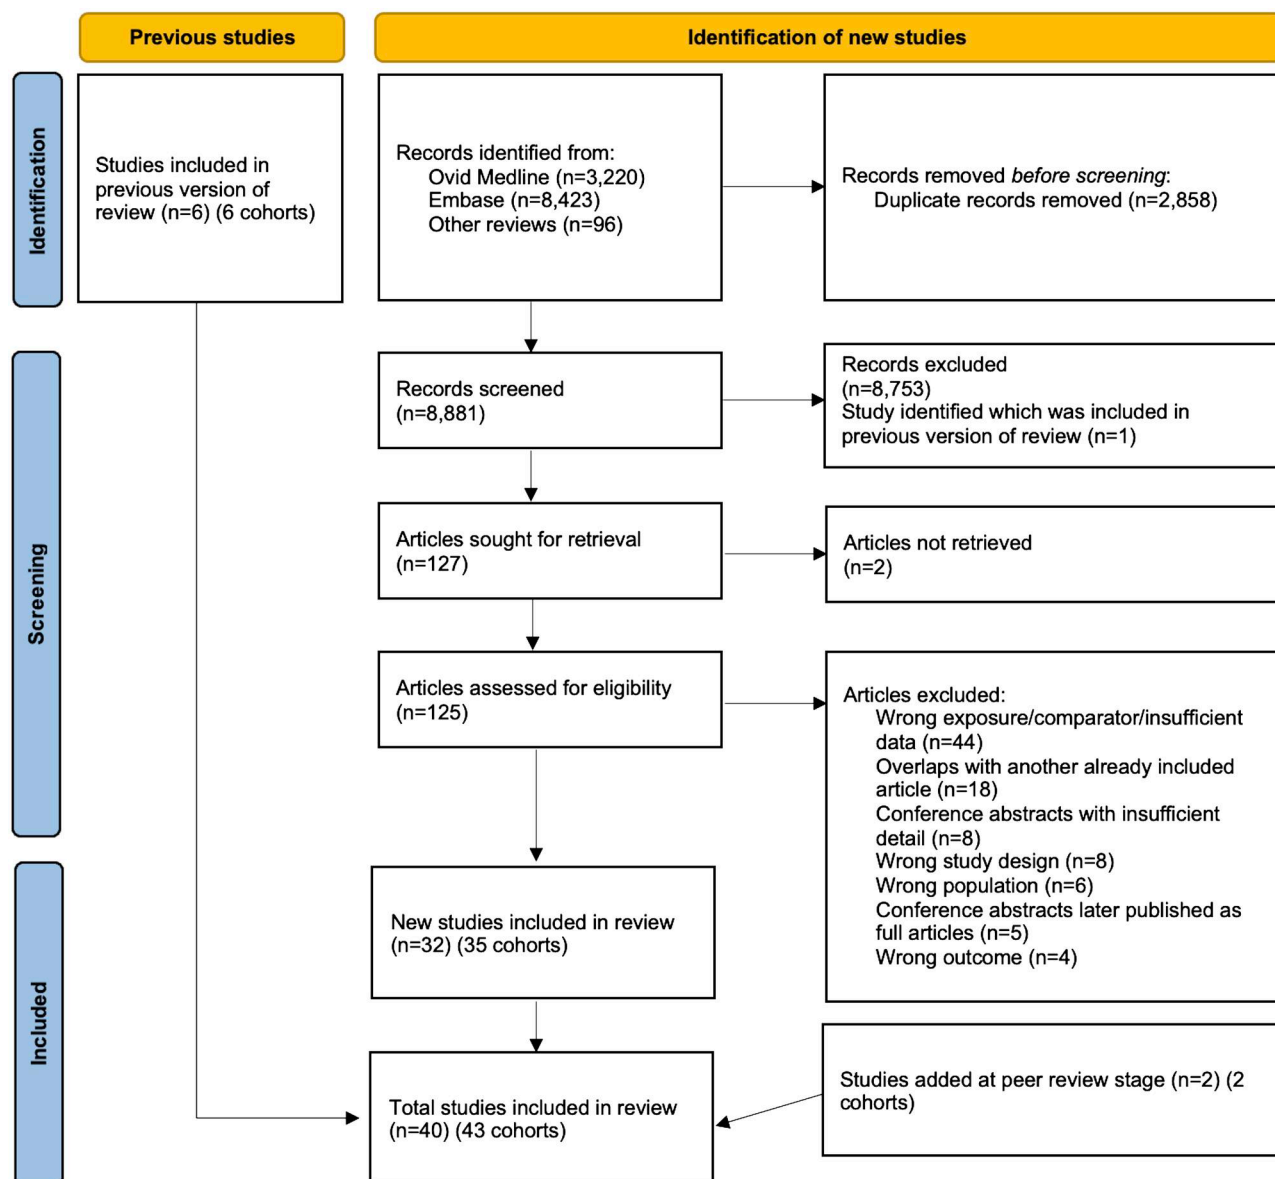 Previous studies
Identification of new studies
Identification
Studies included in
previous version of
review (n=6) (6 cohorts)
Records identified from:
Ovid Medline (n=3,220)
Embase (n=8,423)
Other reviews (n=96)
Records removed before screening:
Duplicate records removed (n=2,858)
Screening
Records screened
(n=8,881)
Records excluded
(n=8,753)
Study identified which was included in
previous version of review (n=1)
Articles sought for retrieval
(n=127)
Articles not retrieved
(n=2)
Articles assessed for eligibility
(n=125)
Articles excluded:
Wrong exposure/comparator/insufficient
data (n=44)
Overlaps with another already included
article (n=18)
Conference abstracts with insufficient
detail (n=8)
Wrong study design (n=8)
Wrong population (n=6)
Conference abstracts later published as
full articles (n=5)
Wrong outcome (n=4)
Included
New studies included in review
(n=32) (35 cohorts)
Studies added at peer review stage (n=2) (2
cohorts)
Total studies included in review
(n=40) (43 cohorts)